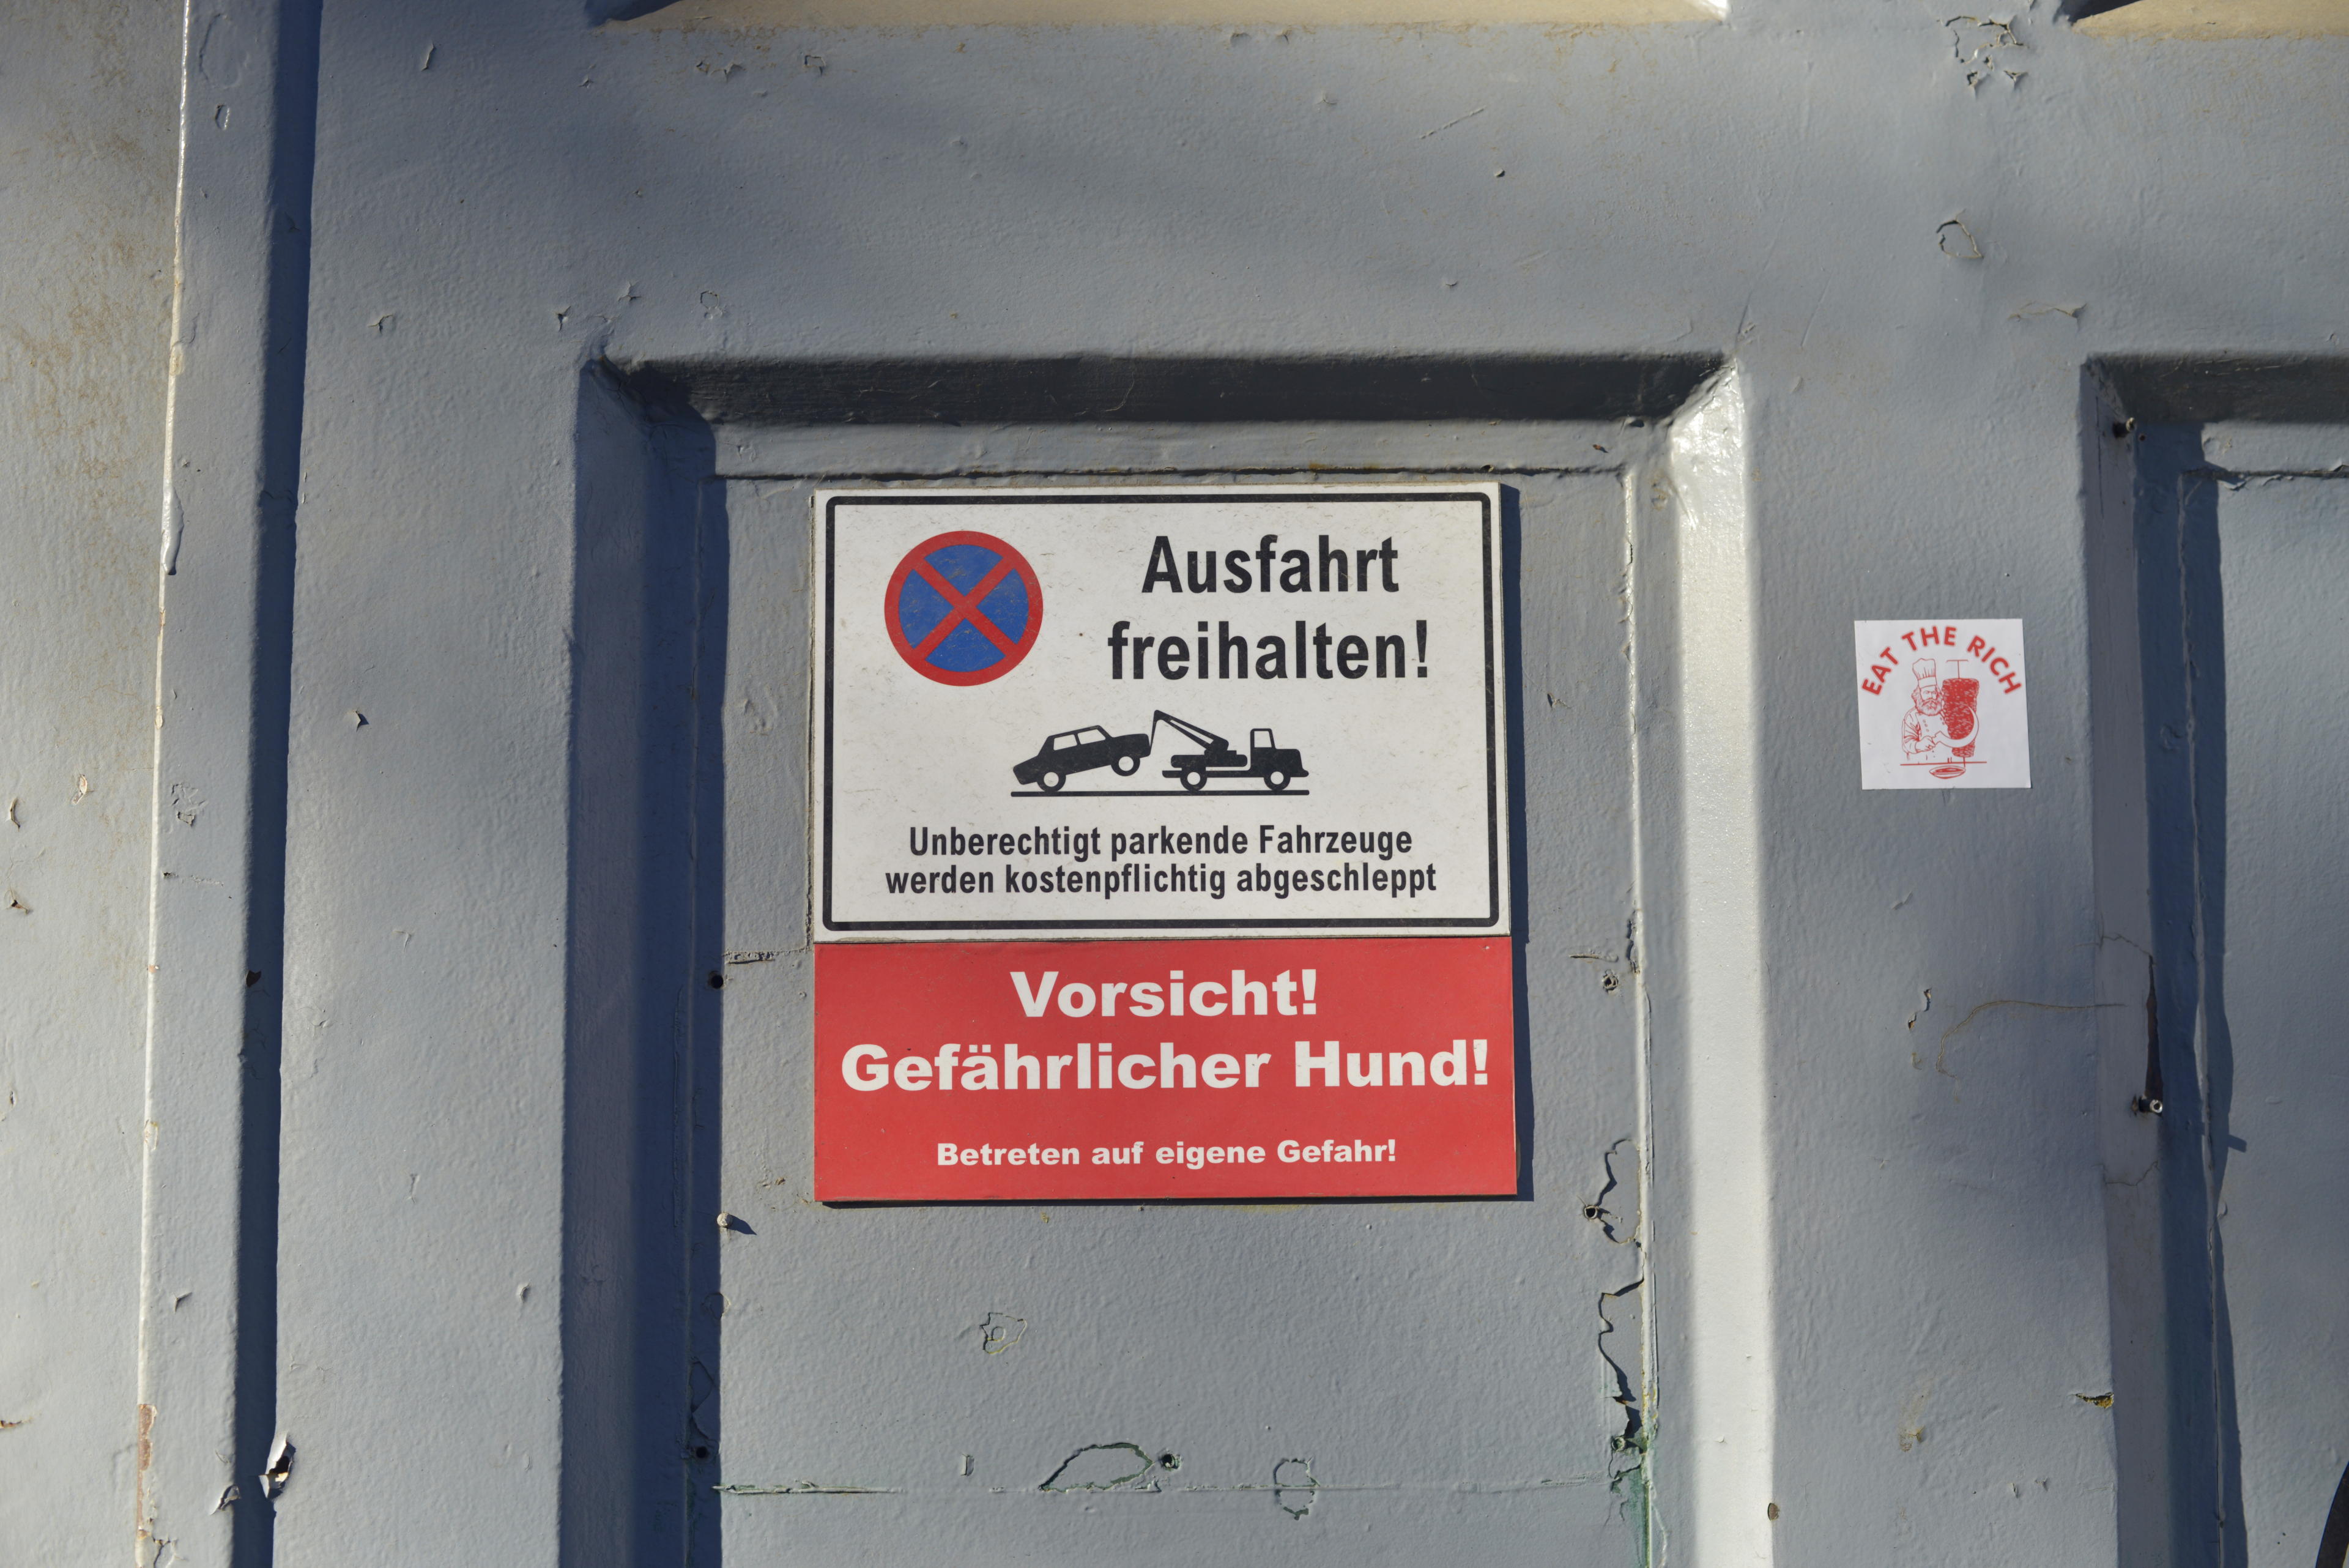 Ausfahrt
freihalten!
Unberechtigt parkende Fahrzeuge
werden kostenpflichtig abgeschleppt
Vorsicht!
Gefährlicher Hund!
Betreten auf eigene Gefahr!
EAT THE RICH